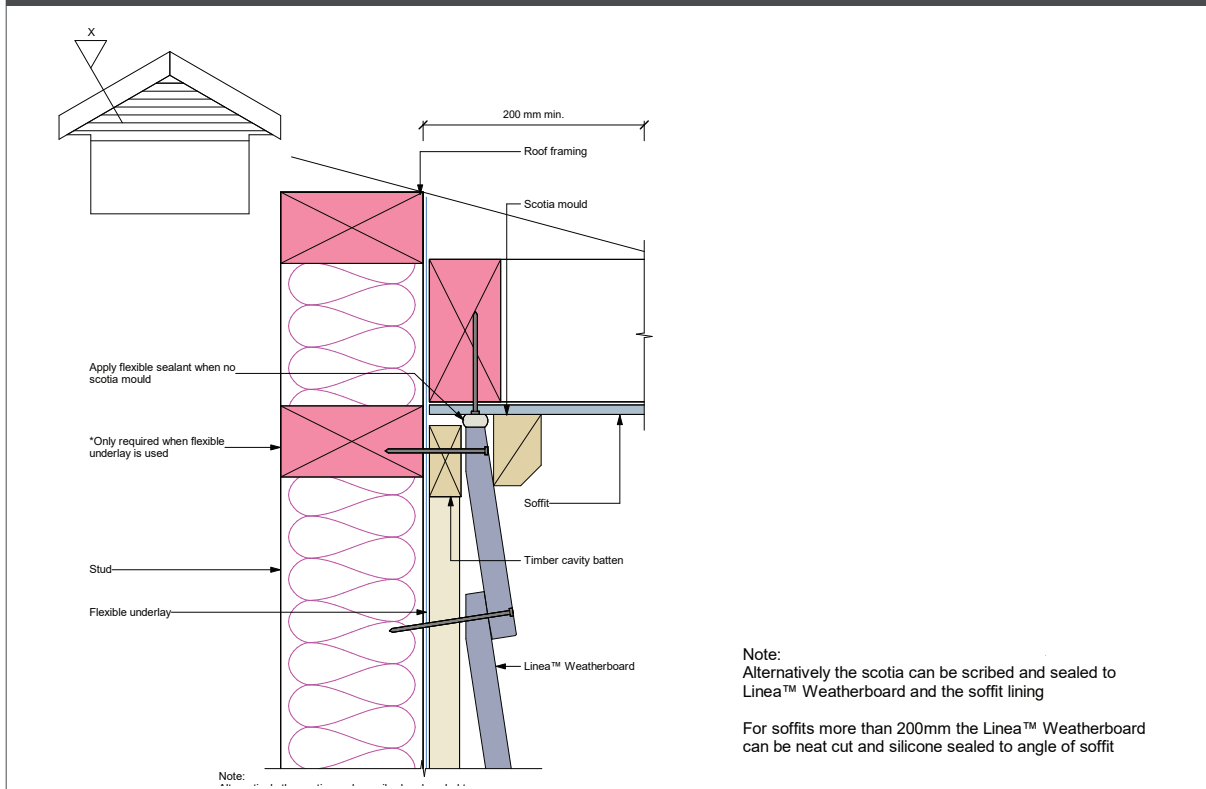 X
200 mm min.
Roof framing
Scotia mould
Apply flexible sealant when no
scotia mould
*Only required when flexible
underlay is used
Soffit
Stud
Timber cavity batten
Flexible underlay
Linea™ Weatherboard
Note:
Alternatively the scotia can be scribed and sealed to
Linea™ Weatherboard and the soffit lining
For soffits more than 200mm the Linea™ Weatherboard
can be neat cut and silicone sealed to angle of soffit
Note: